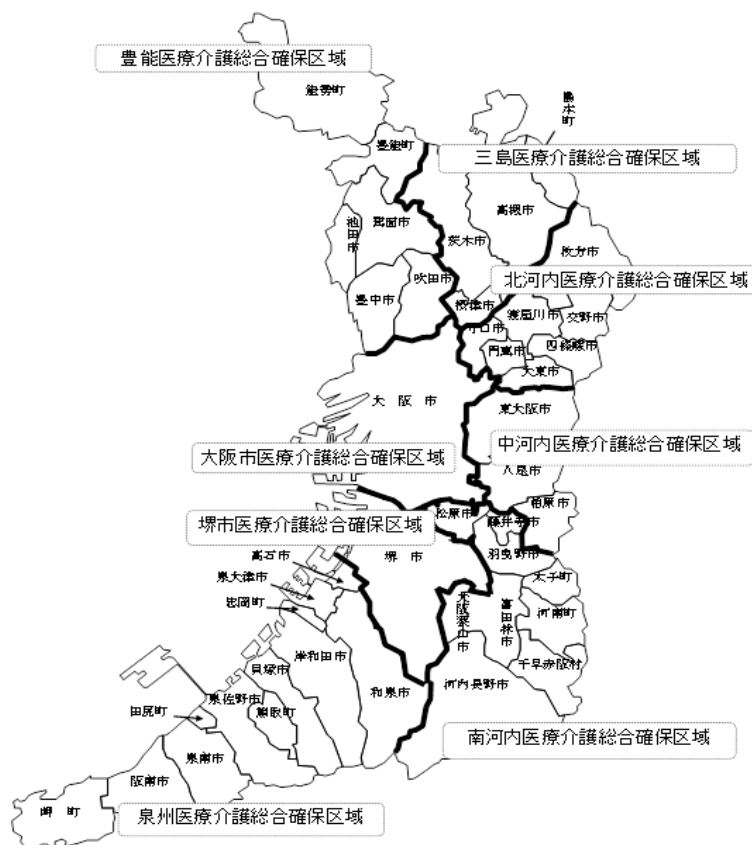 豊能医療介護総合確保区域
能勢町
島本町
豊能町
三島医療介護総合確保区域
高槻市
箕面市
池田市
茨木市
枚方市
吹田市
北河内医療介護総合確保区域
豊中市
摂津市
寝屋川市
交野市
守口市
門真市
四條畷市
大東市
大阪市
東大阪市
中河内医療介護総合確保区域
大阪市医療介護総合確保区域
八尾市
柏原市
松原市
藤井寺市
堺市医療介護総合確保区域
高石市
堺市
羽曳野市
泉大津市
太子町
忠岡町
大阪狭山市
富田林市
河南町
岸和田市
千早赤阪村
貝塚市
和泉市
河内長野市
泉佐野市
熊取町
田尻町
南河内医療介護総合確保区域
泉南市
阪南市
岬町
泉州医療介護総合確保区域